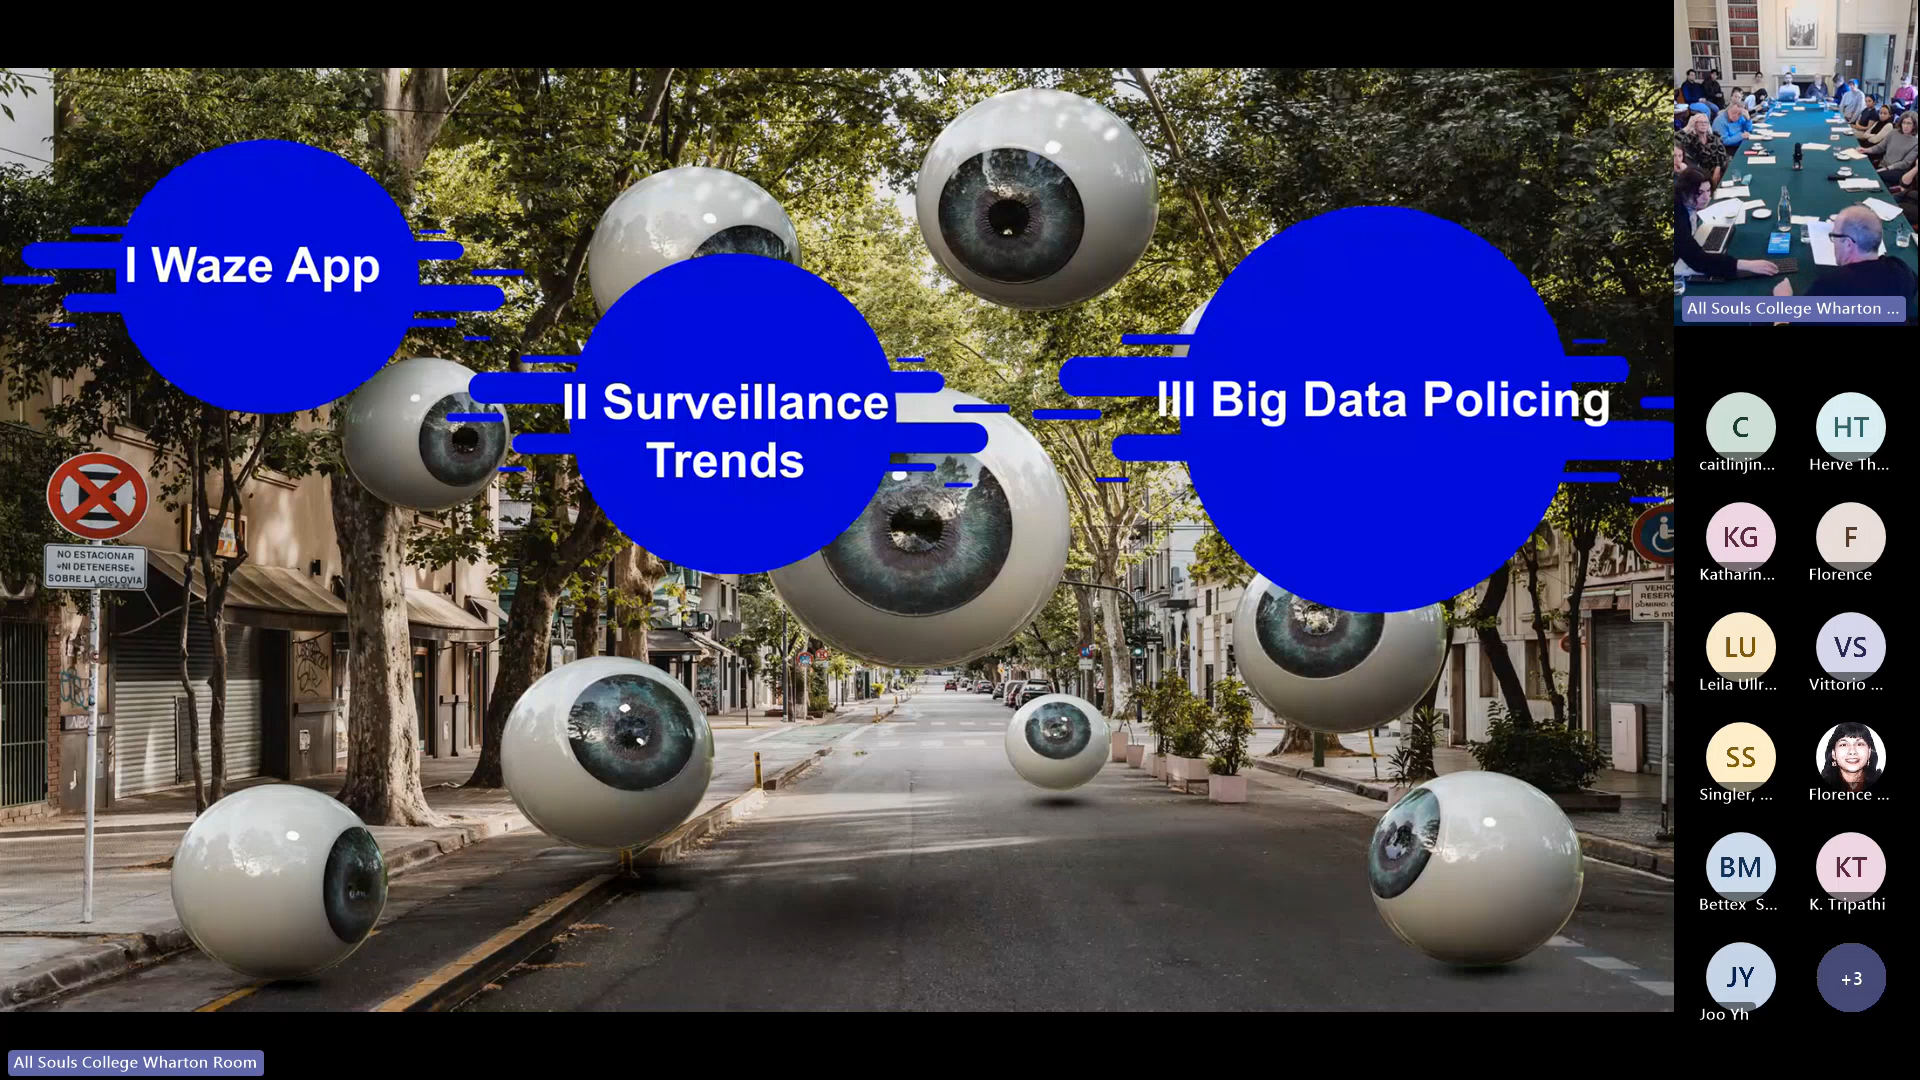 I Waze App
II Surveillance
Trends
III Big Data Policing
NO ESTACIONAR
NI DETENERSE
SOBRE LA CICLOVIA
All Souls College Wharton ...
C
caitlinjin...
HT
Herve Th...
KG
Katharin...
F
Florence
LU
Leila Ullr...
VS
Vittorio ...
SS
Singler, ...
Florence ...
BM
Bettex S...
KT
K. Tripathi
JY
Joo Yh
+3
All Souls College Wharton Room